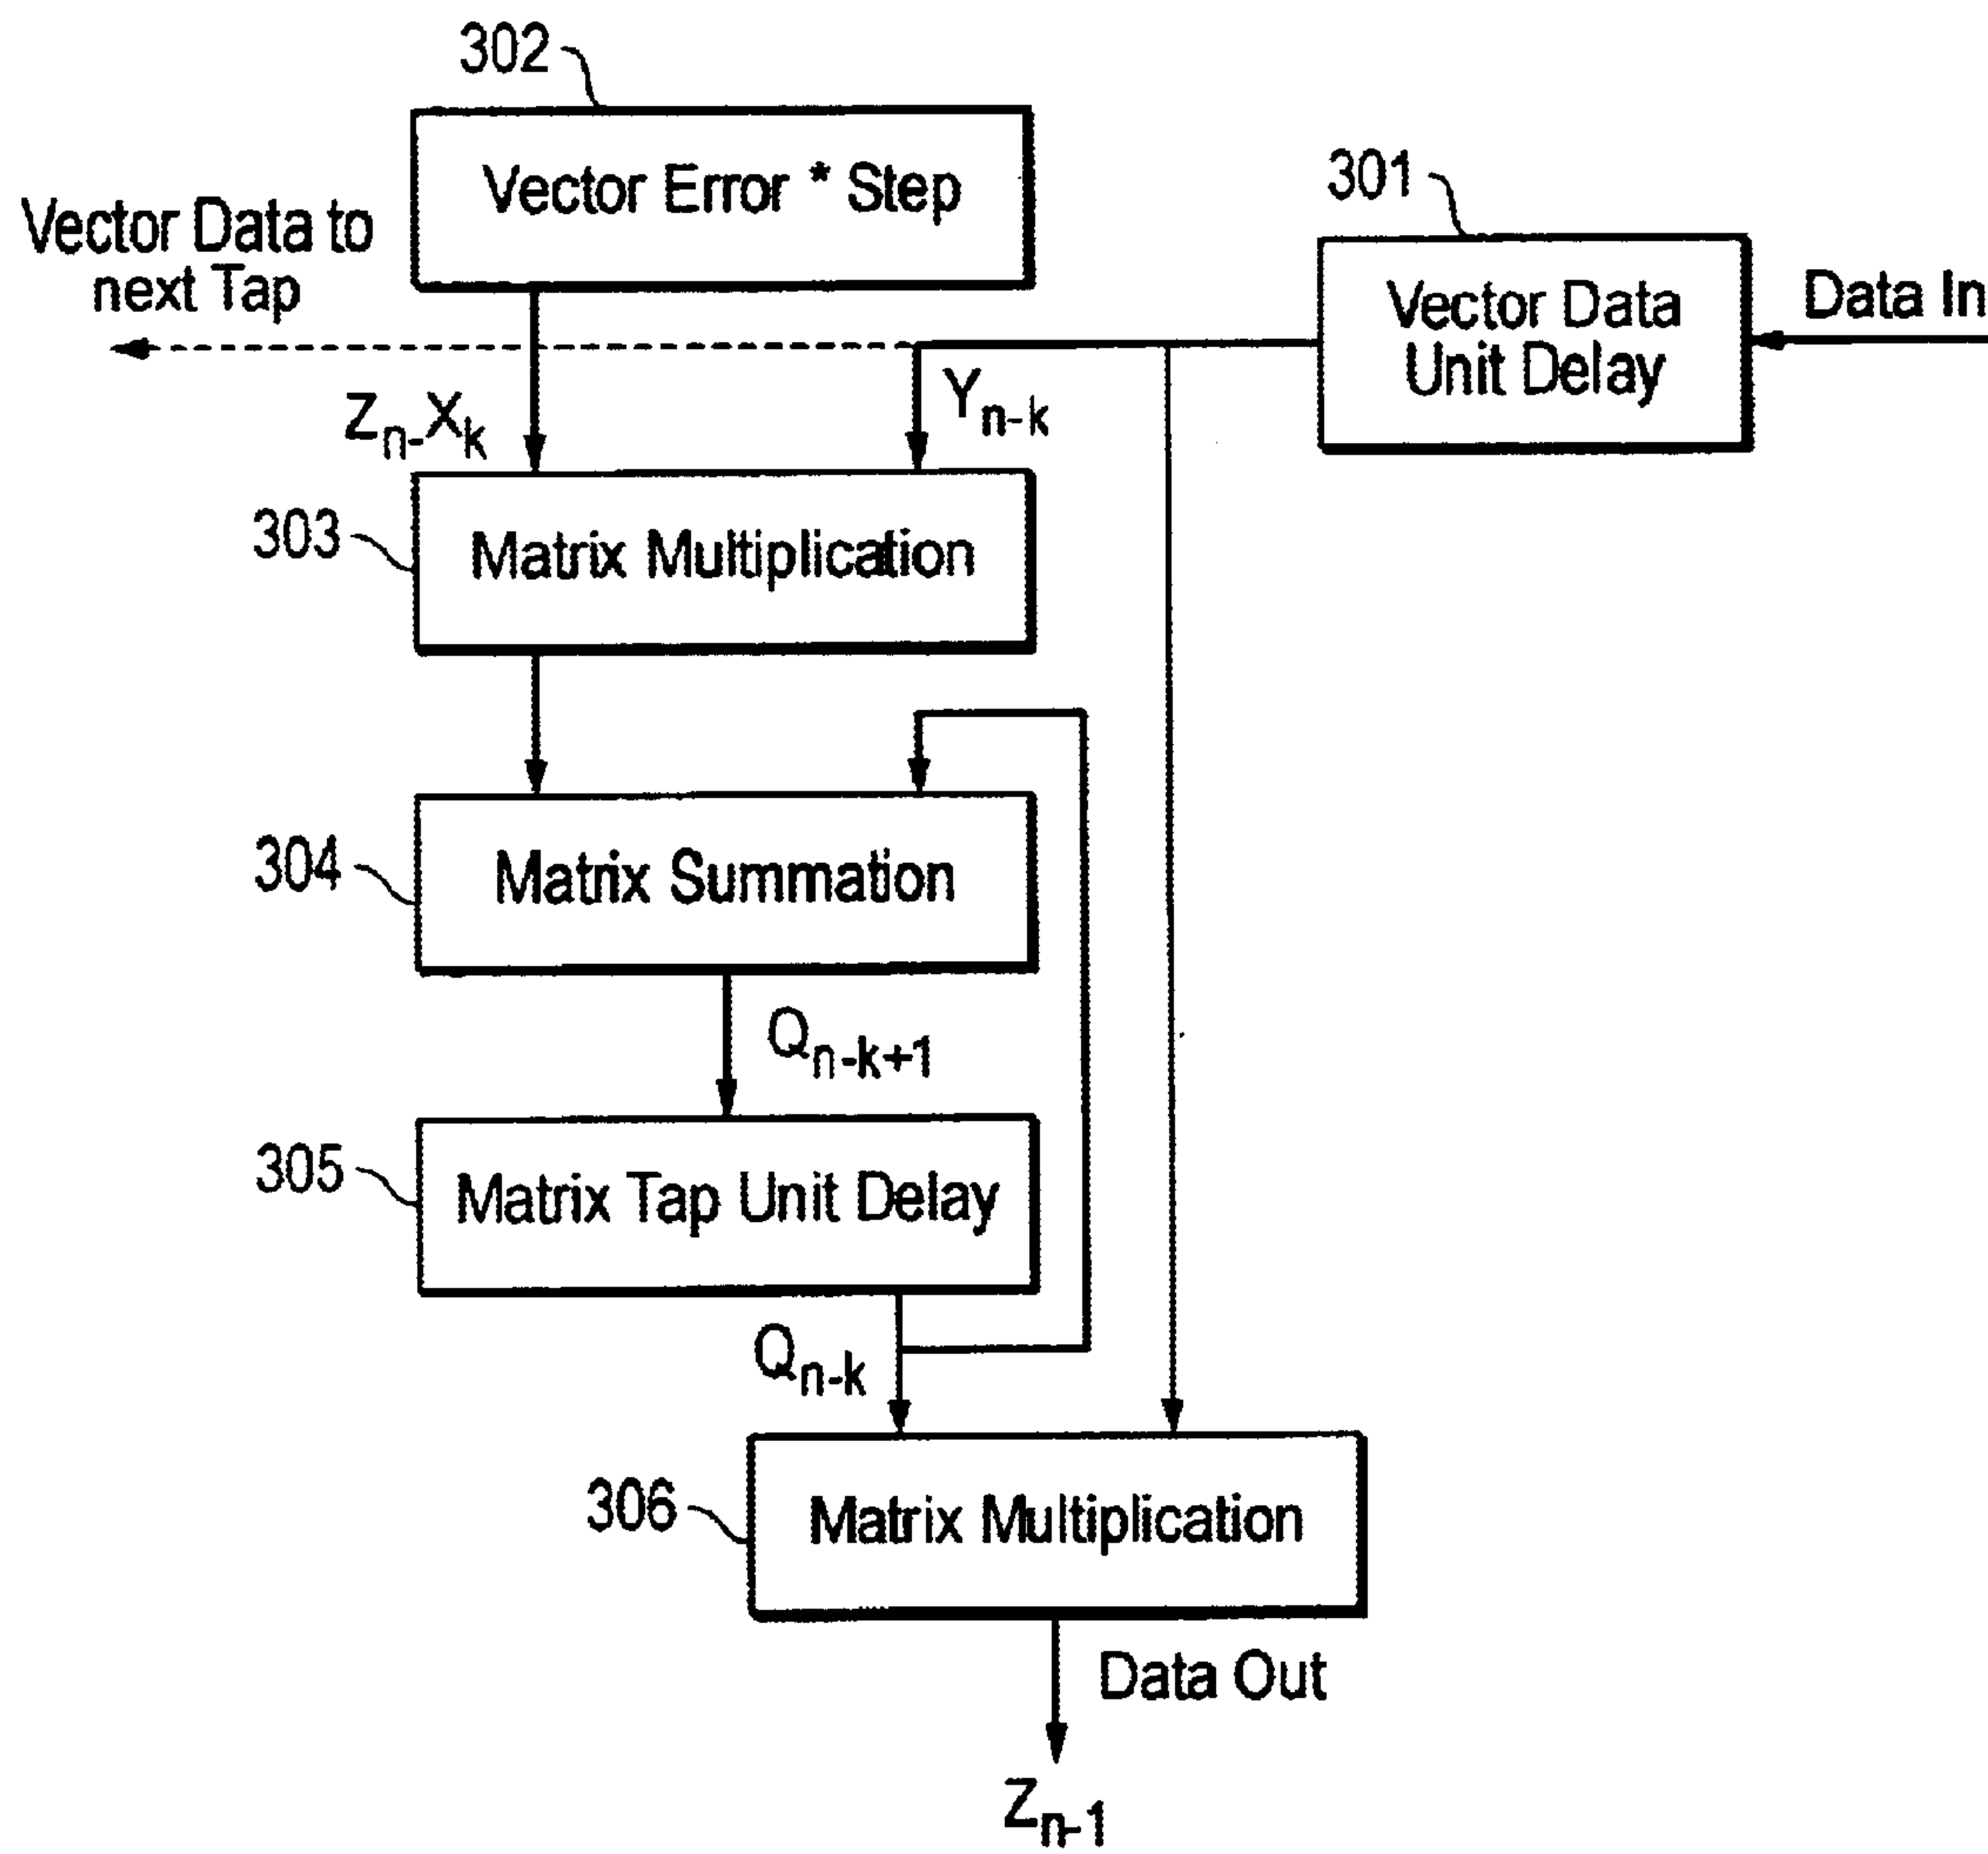 302
Vector Error * Step
301
Vector Data to
next Tap
Vector Data
Unit Delay
Data In
Zn-Xk
Yn-k
303
Matrix Multiplication
304
Matrix Summation
Qn-k+1
305
Matrix Tap Unit Delay
Qn-k
306
Matrix Multiplication
Data Out
Zn-1